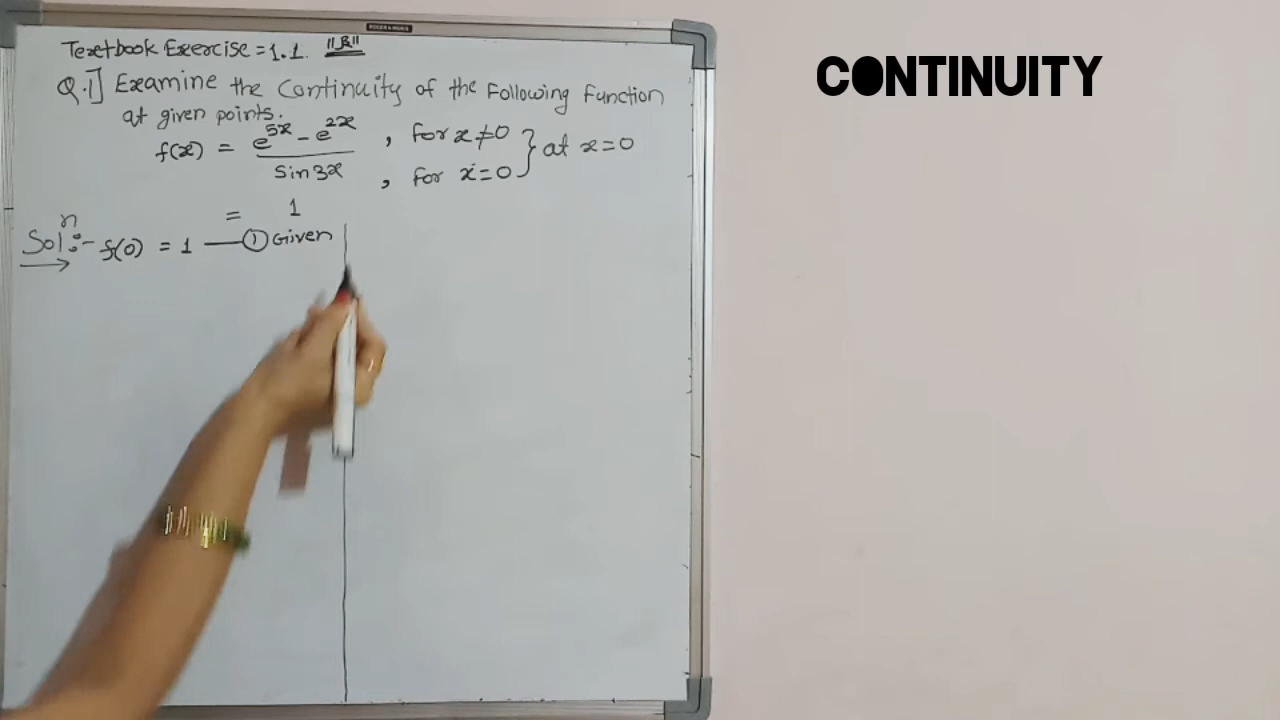 Textbook Exercise = 1.1. "B"
CONTINUITY
Q.1] Examine the Continuity of the Following Function
at given points.
f(x) = e^5x - e^2x / sin3x , for x≠0 } at x=0
= 1 , for x=0
Solⁿ:- f(0) = 1 —① Given